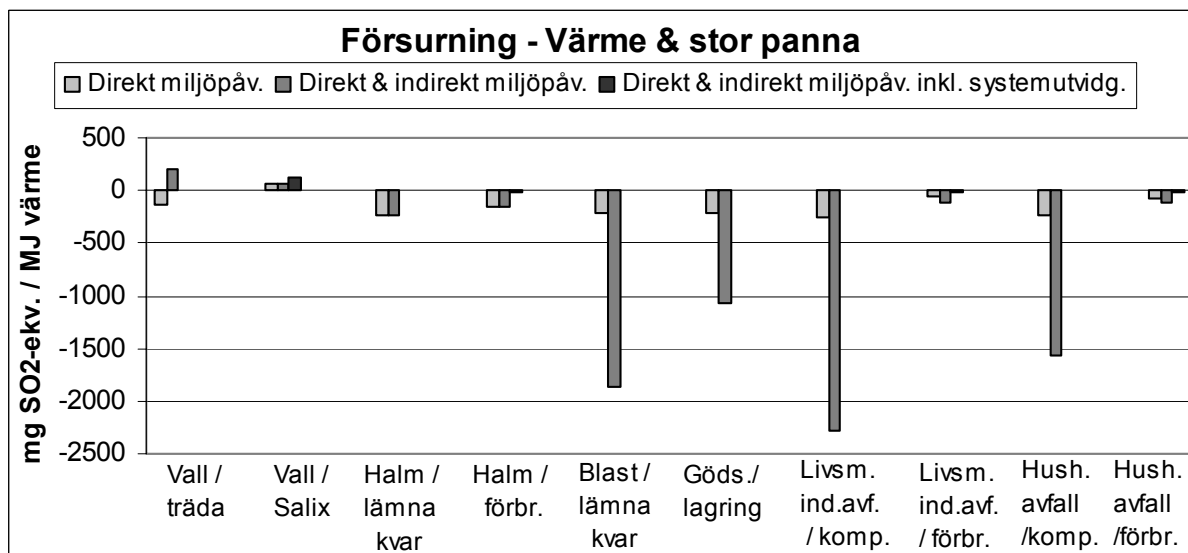 Försurning - Värme & stor panna
Direkt miljöpåv. Direkt & indirekt miljöpåv. Direkt & indirekt miljöpåv. inkl. systemutvidg.
mg SO2-ekv. / MJ värme
500
0
-500
-1000
-1500
-2000
-2500
Vall /
träda
Vall /
Salix
Halm /
lämna
kvar
Halm /
förbr.
Blast /
lämna
kvar
Göds./
lagring
Livsm.
ind.avf.
/ komp.
Livsm.
ind.avf.
/ förbr.
Hush.
avfall
/komp.
Hush.
avfall
/förbr.